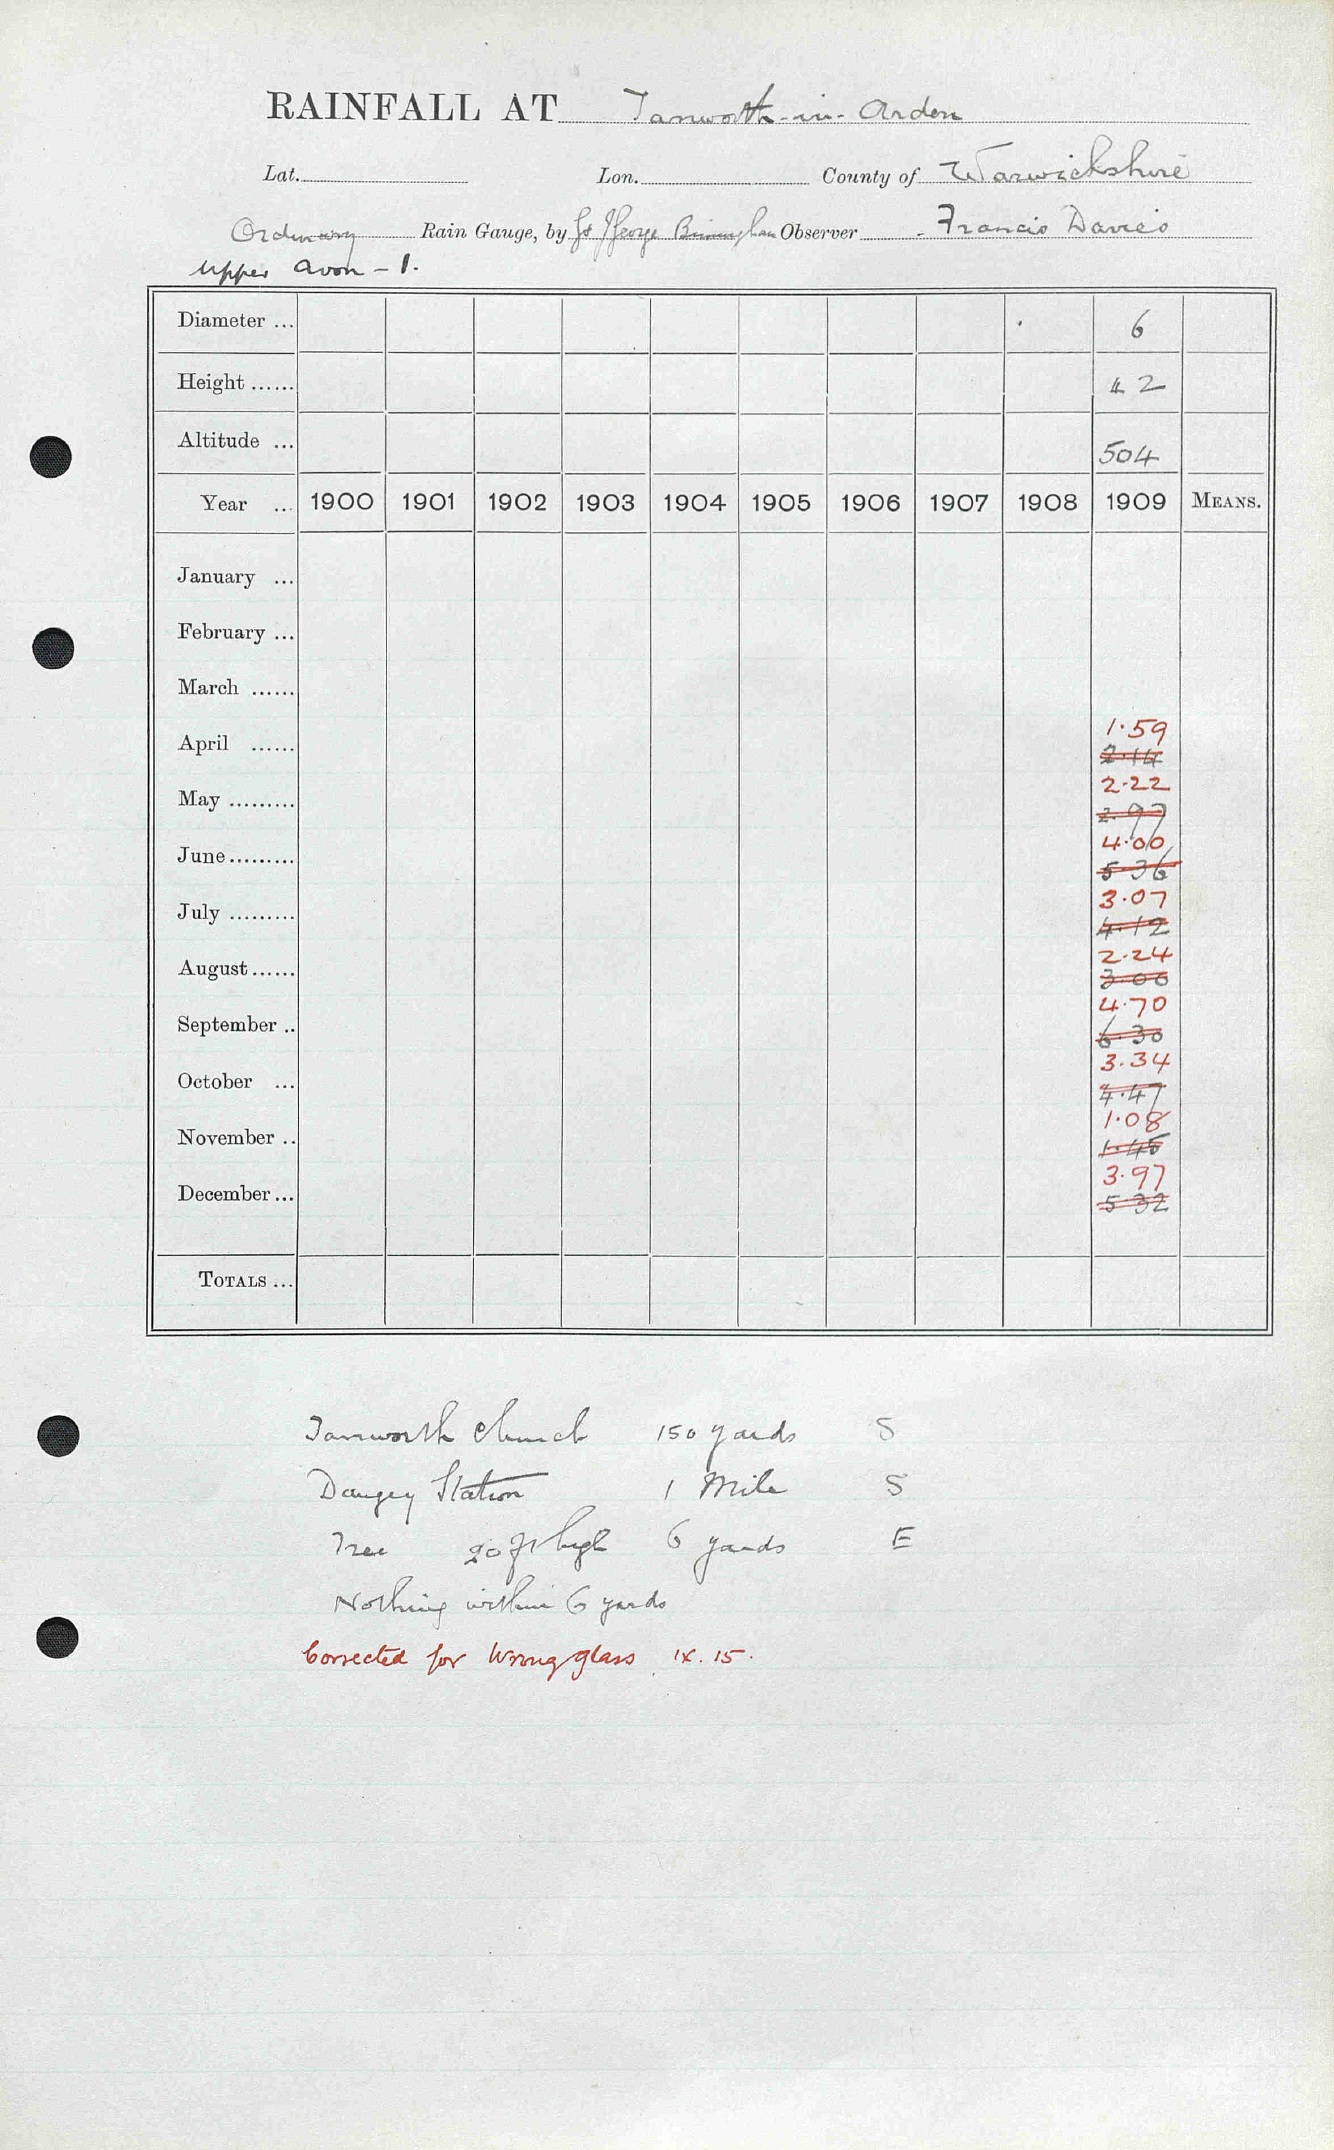 RAINFALL AT Tanworth-in-Arden
Lat. Lon. County of Warwickshire
Ordinary Rain Gauge, by George Birmingham Observer Francis Davies
Upper Avon - 1.
Diameter ... 6
Height ...... 2
Altitude ... 504
Year ... 1900 1901 1902 1903 1904 1905 1906 1907 1908 1909 MEANS.
January ...
February ...
March ......
1.59
April ...... 2.14
2.22
May ......... 2.97
4.00
June ......... 5 36
3.07
July ......... 4.12
2.24
August ...... 3.00
4.70
September .. 6.30
3.34
October ... 4.47
1.08
November .. 1.45
3.97
December ... 5 32
TOTALS ...
Tanworth Church 150 yards S
Station 1 Mile S
Tree 20 ft high 6 yards E
Nothing within 6 yards
Corrected for wrong glass IX. 15.